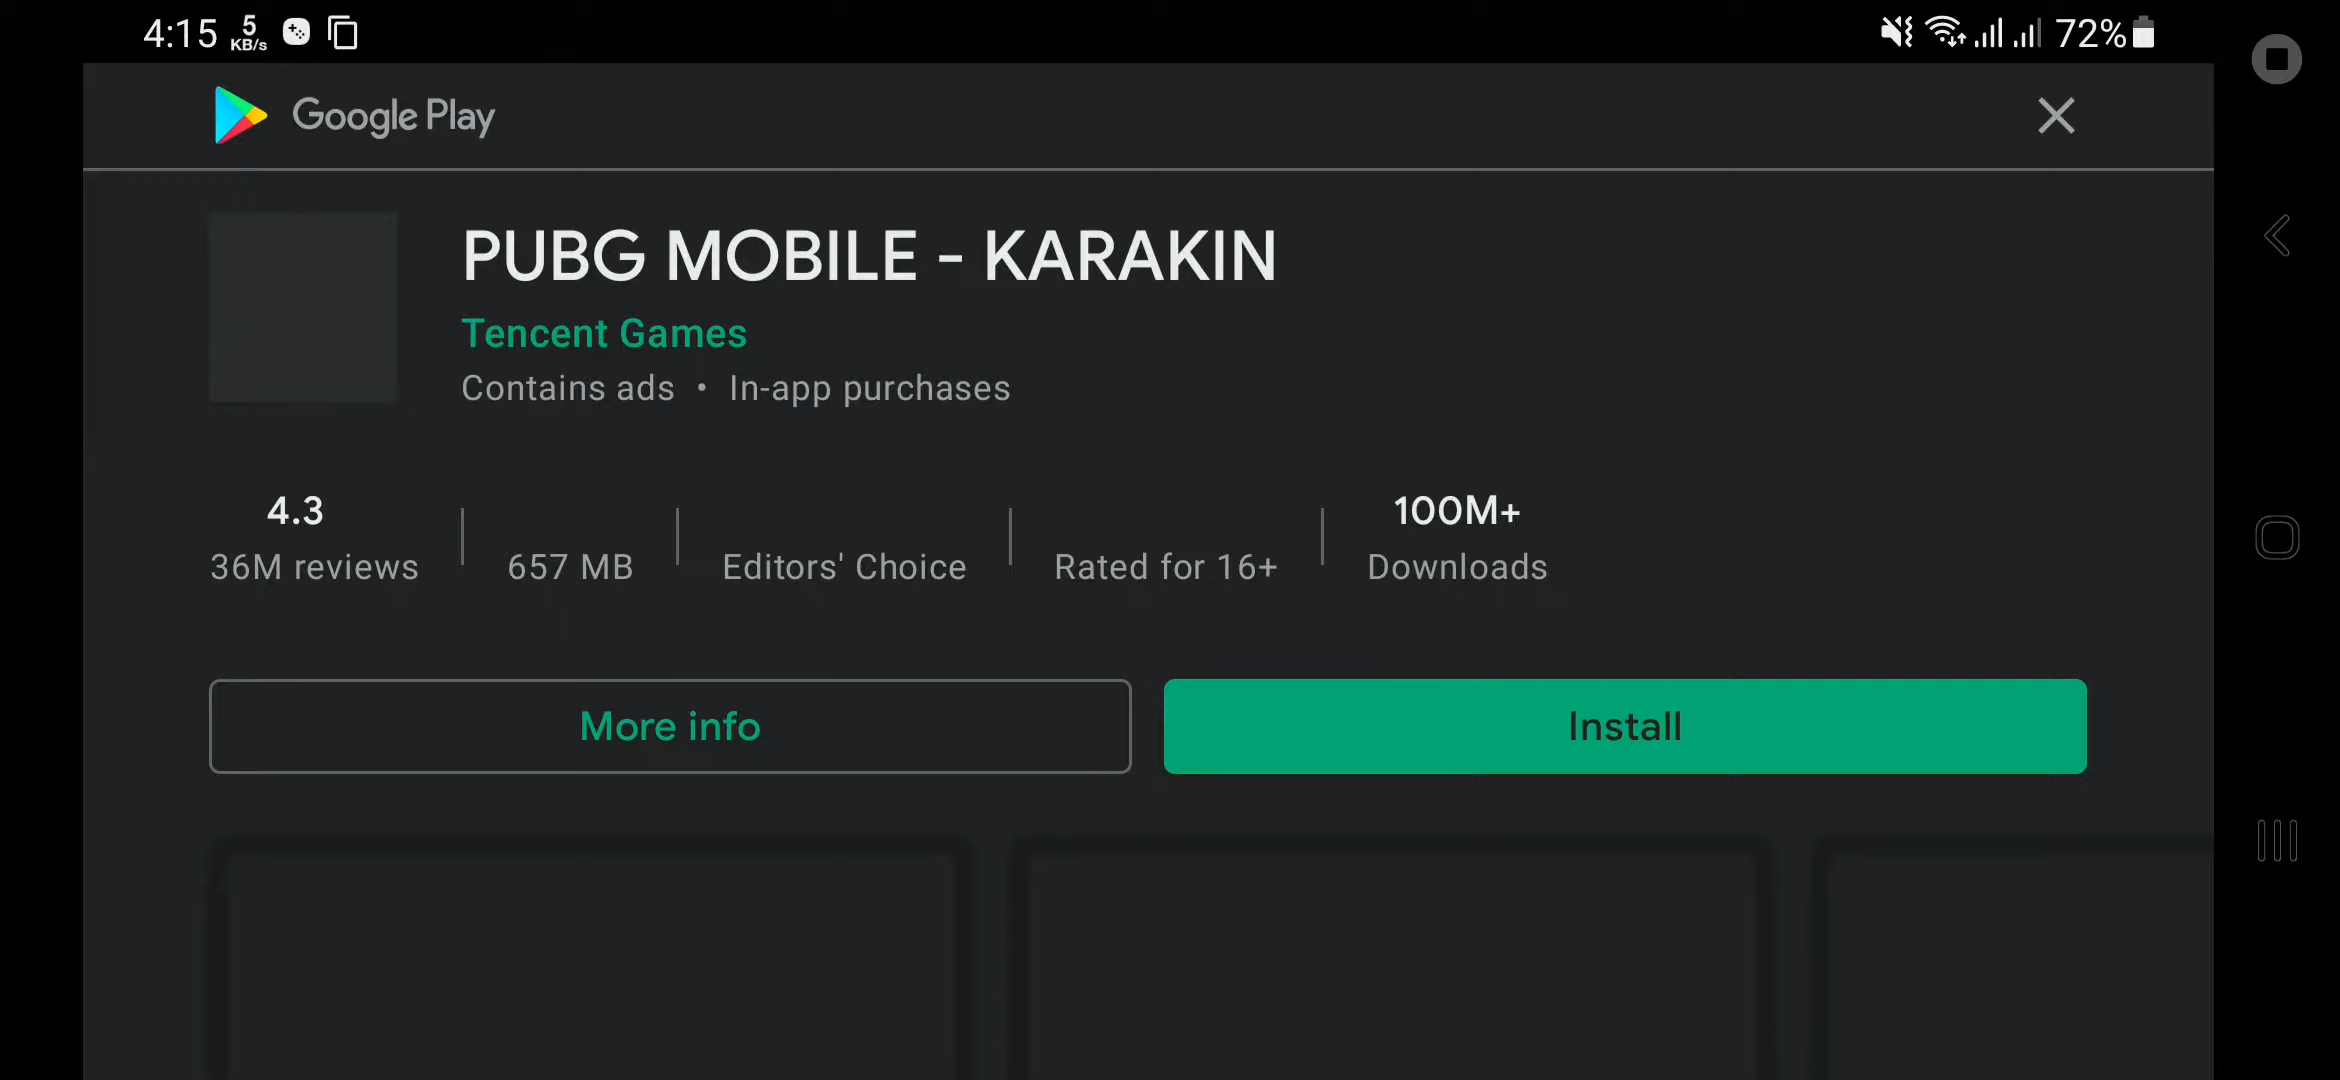 4:15 5 KB/s 72%
Google Play
PUBG MOBILE - KARAKIN
Tencent Games
Contains ads • In-app purchases
4.3 100M+
36M reviews 657 MB Editors' Choice Rated for 16+ Downloads
More info Install